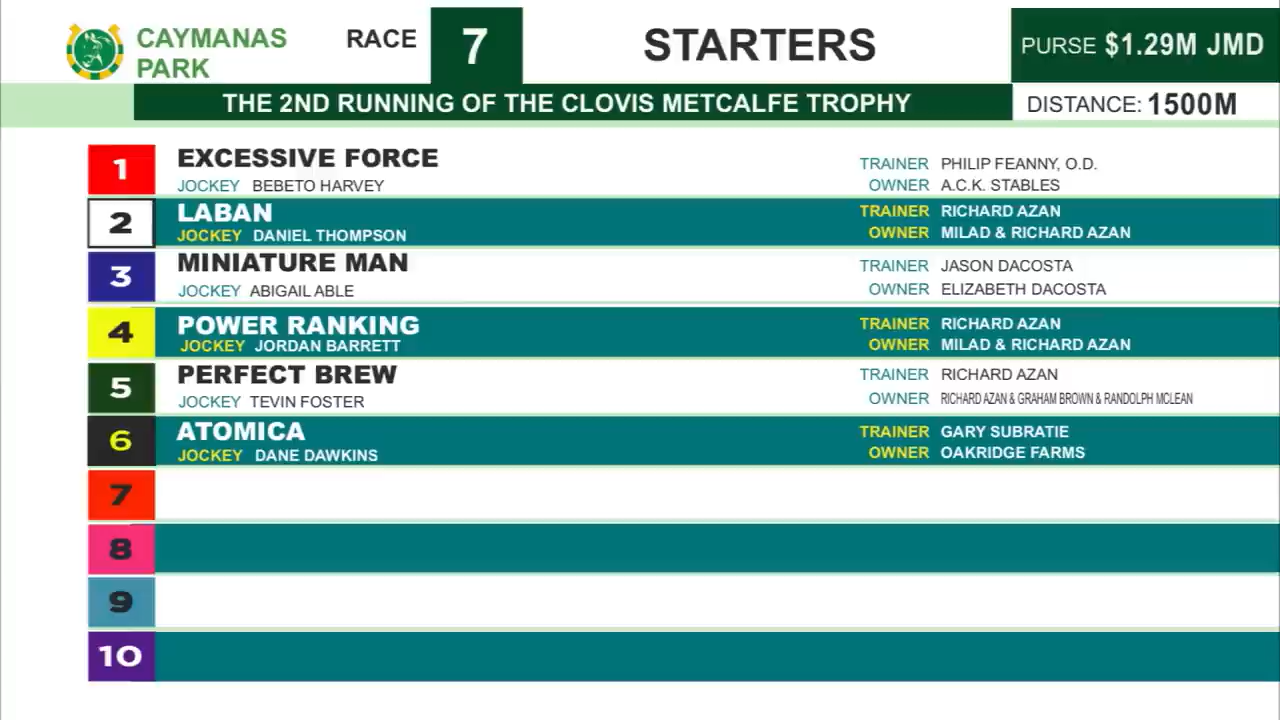 CAYMANAS PARK
RACE 7
STARTERS
PURSE $1.29M JMD
THE 2ND RUNNING OF THE CLOVIS METCALFE TROPHY
DISTANCE: 1500M
1 EXCESSIVE FORCE
JOCKEY BEBETO HARVEY
TRAINER PHILIP FEANNY, O.D.
OWNER A.C.K. STABLES
2 LABAN
JOCKEY DANIEL THOMPSON
TRAINER RICHARD AZAN
OWNER MILAD & RICHARD AZAN
3 MINIATURE MAN
JOCKEY ABIGAIL ABLE
TRAINER JASON DACOSTA
OWNER ELIZABETH DACOSTA
4 POWER RANKING
JOCKEY JORDAN BARRETT
TRAINER RICHARD AZAN
OWNER MILAD & RICHARD AZAN
5 PERFECT BREW
JOCKEY TEVIN FOSTER
TRAINER RICHARD AZAN
OWNER RICHARD AZAN & GRAHAM BROWN & RANDOLPH MCLEAN
6 ATOMICA
JOCKEY DANE DAWKINS
TRAINER GARY SUBRATIE
OWNER OAKRIDGE FARMS
7
8
9
10